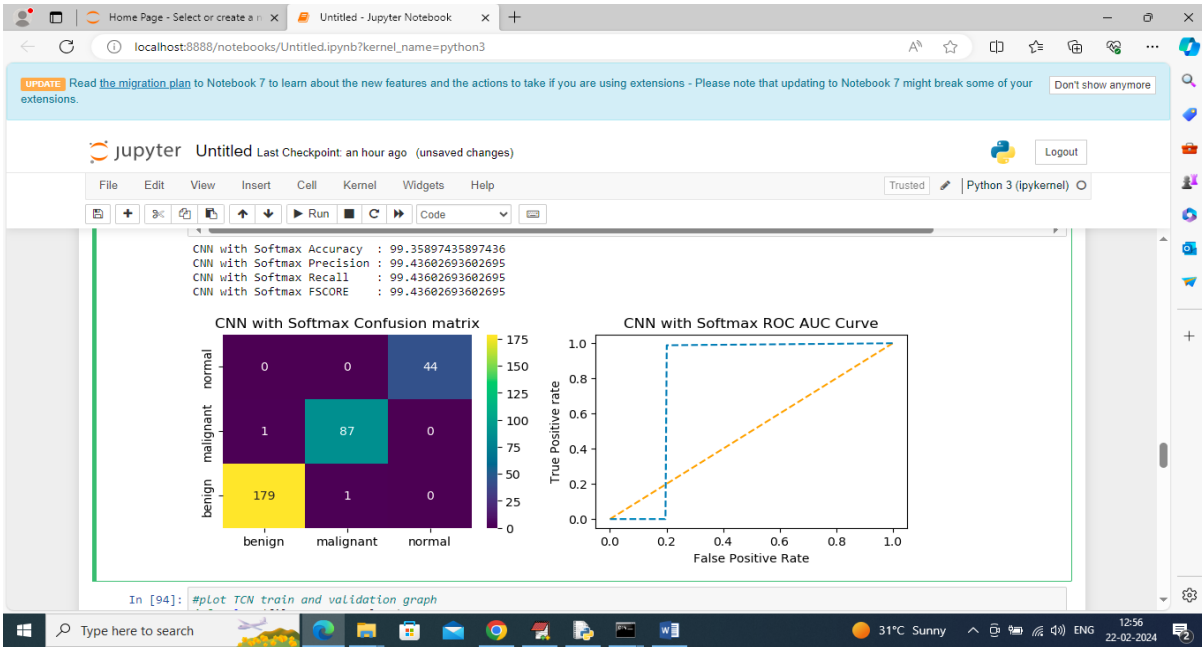 Home Page - Select or create a n
Untitled - Jupyter Notebook
localhost:8888/notebooks/Untitled.ipynb?kernel_name=python3
UPDATE Read the migration plan to Notebook 7 to learn about the new features and the actions to take if you are using extensions - Please note that updating to Notebook 7 might break some of your
extensions.
Don't show anymore
jupyter Untitled Last Checkpoint: an hour ago (unsaved changes)
Logout
File Edit View Insert Cell Kernel Widgets Help
Trusted Python 3 (ipykernel)
Run Code
CNN with Softmax Accuracy : 99.35897435897436
CNN with Softmax Precision : 99.43602693602695
CNN with Softmax Recall : 99.43602693602695
CNN with Softmax FSCORE : 99.43602693602695
CNN with Softmax Confusion matrix
normal
0 0 44
malignant
1 87 0
benign
179 1 0
benign malignant normal
175
150
125
100
75
50
25
0
CNN with Softmax ROC AUC Curve
True Positive rate
1.0
0.8
0.6
0.4
0.2
0.0
0.0 0.2 0.4 0.6 0.8 1.0
False Positive Rate
In [94]: #plot TCN train and validation graph
Type here to search
31°C Sunny
ENG
12:56
22-02-2024
2